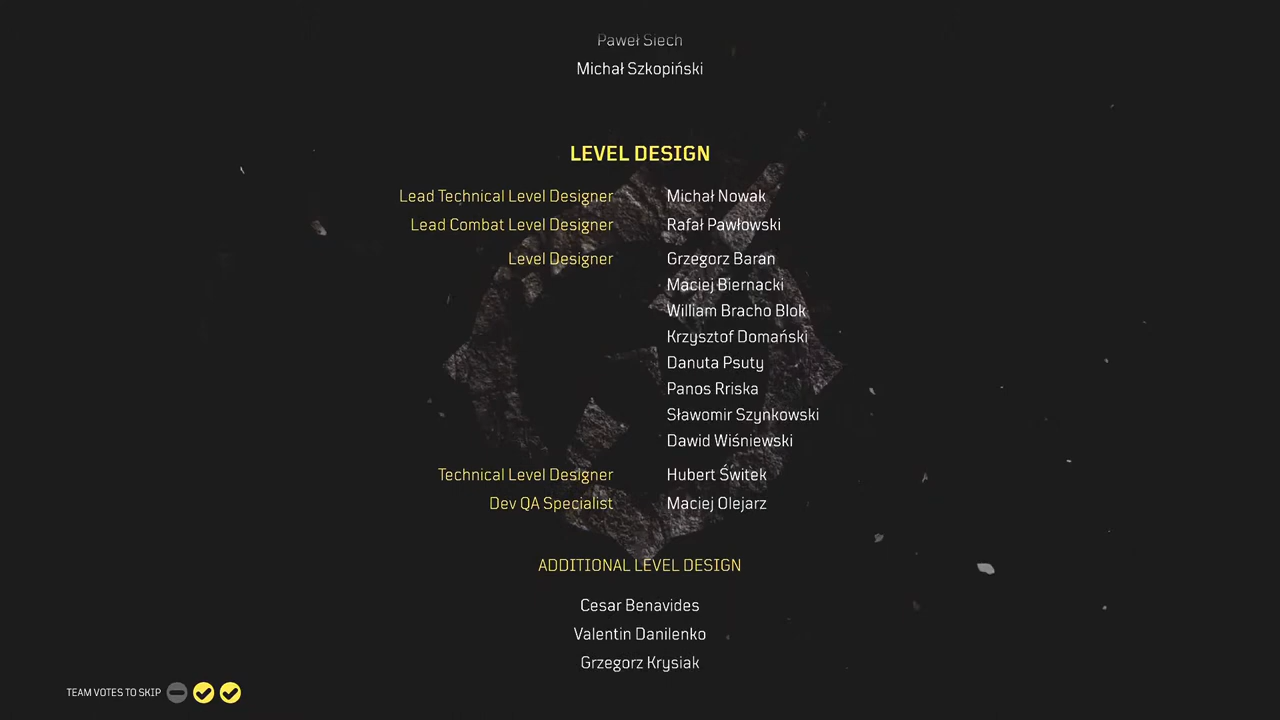 Paweł Siech
Michał Szkopiński
LEVEL DESIGN
Lead Technical Level Designer Michał Nowak
Lead Combat Level Designer Rafał Pawłowski
Level Designer Grzegorz Baran
Maciej Biernacki
William Bracho Blok
Krzysztof Domański
Danuta Psuty
Panos Rriska
Sławomir Szynkowski
Dawid Wiśniewski
Technical Level Designer Hubert Świtek
Dev QA Specialist Maciej Olejarz
ADDITIONAL LEVEL DESIGN
Cesar Benavides
Valentin Danilenko
Grzegorz Krysiak
TEAM VOTES TO SKIP